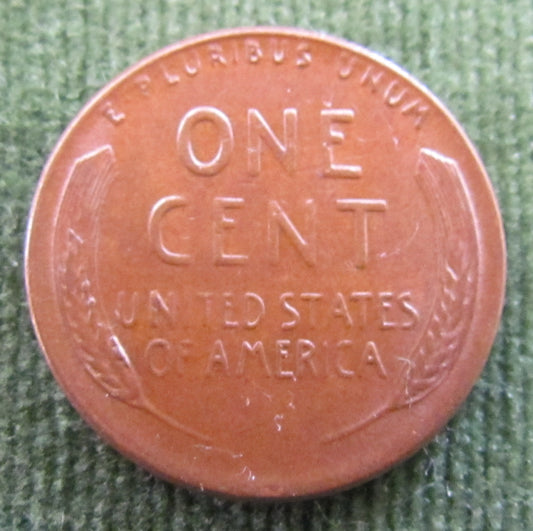 E PLURIBUS UNUM
ONE
CENT
UNITED STATES
OF AMERICA